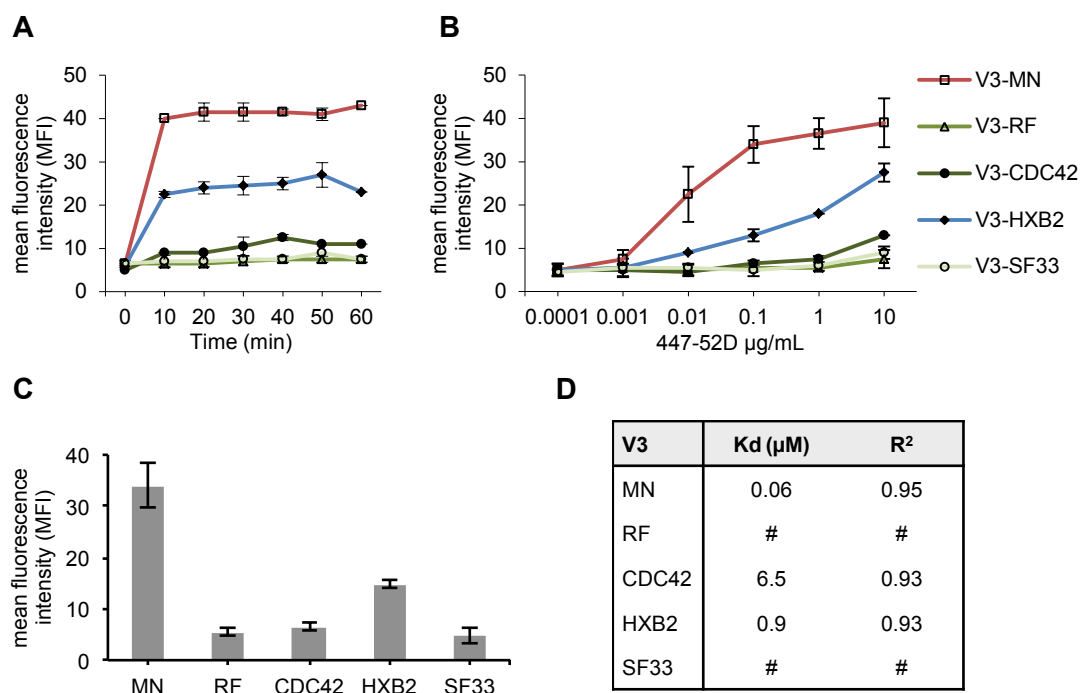 A
mean fluorescence
intensity (MFI)
50
40
30
20
10
0
0 10 20 30 40 50 60
Time (min)
B
mean fluorescence
intensity (MFI)
50
40
30
20
10
0
0.0001 0.001 0.01 0.1 1 10
447-52D µg/mL
V3-MN
V3-RF
V3-CDC42
V3-HXB2
V3-SF33
C
mean fluorescence
intensity (MFI)
40
30
20
10
0
MN RF CDC42 HXB2 SF33
D
V3 Kd (µM) R²
MN 0.06 0.95
RF # #
CDC42 6.5 0.93
HXB2 0.9 0.93
SF33 # #